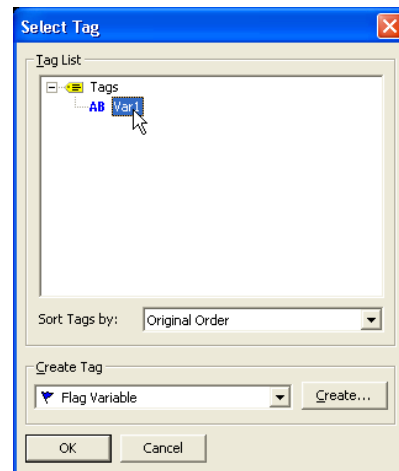 Select Tag
Tag List
Tags
AB Var1
Sort Tags by: Original Order
Create Tag
Flag Variable Create...
OK Cancel